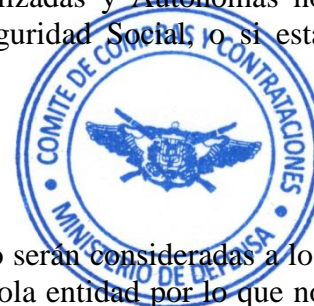 lizadas y Autónomas no
guridad Social, o si esta
COMITE DE COMPRAS Y CONTRATACIONES
MINISTERIO DE DEFENSA
o serán consideradas a lo
ola entidad por lo que no